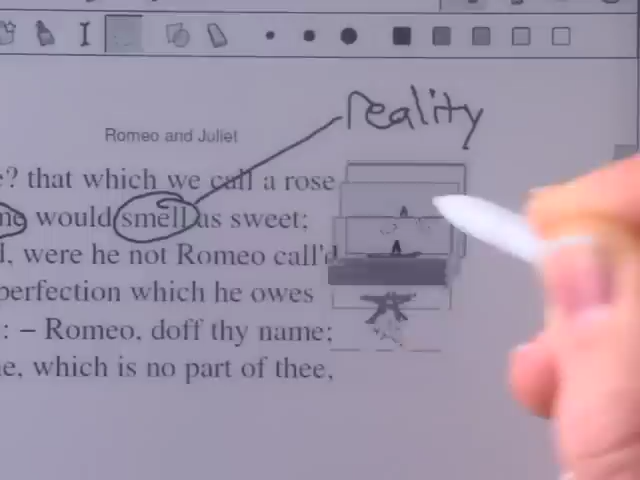 reality
Romeo and Juliet
e? that which we call a rose
ne would smell as sweet;
l, were he not Romeo call'd
perfection which he owes
: – Romeo, doff thy name;
e, which is no part of thee,